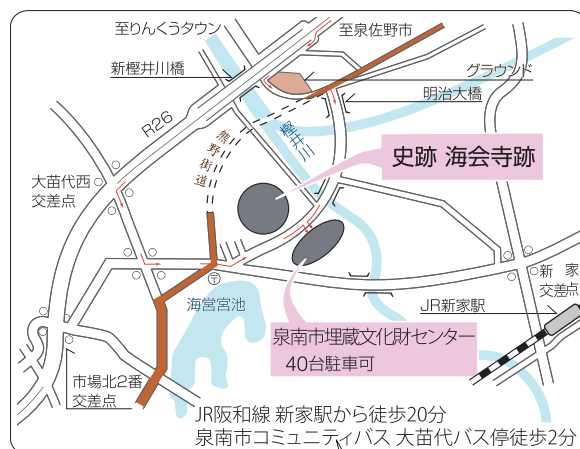 至りんくうタウン
至泉佐野市
新樫井川橋
グラウンド
明治大橋
R26
熊野街道
樫井川
史跡 海会寺跡
大苗代西
交差点
〒
海営宮池
新家
交差点
JR新家駅
泉南市埋蔵文化財センター
40台駐車可
市場北2番
交差点
JR阪和線 新家駅から徒歩20分
泉南市コミュニティバス 大苗代バス停徒歩2分